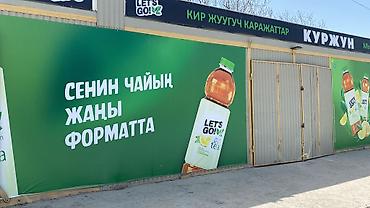 LET'S GO!
КИР ЖУУГУЧ КАРАЖАТТАР
КУРЖУН
СЕНИН ЧАЙЫҢ
ЖАҢЫ
ФОРМАТТА
LET'S
GO!